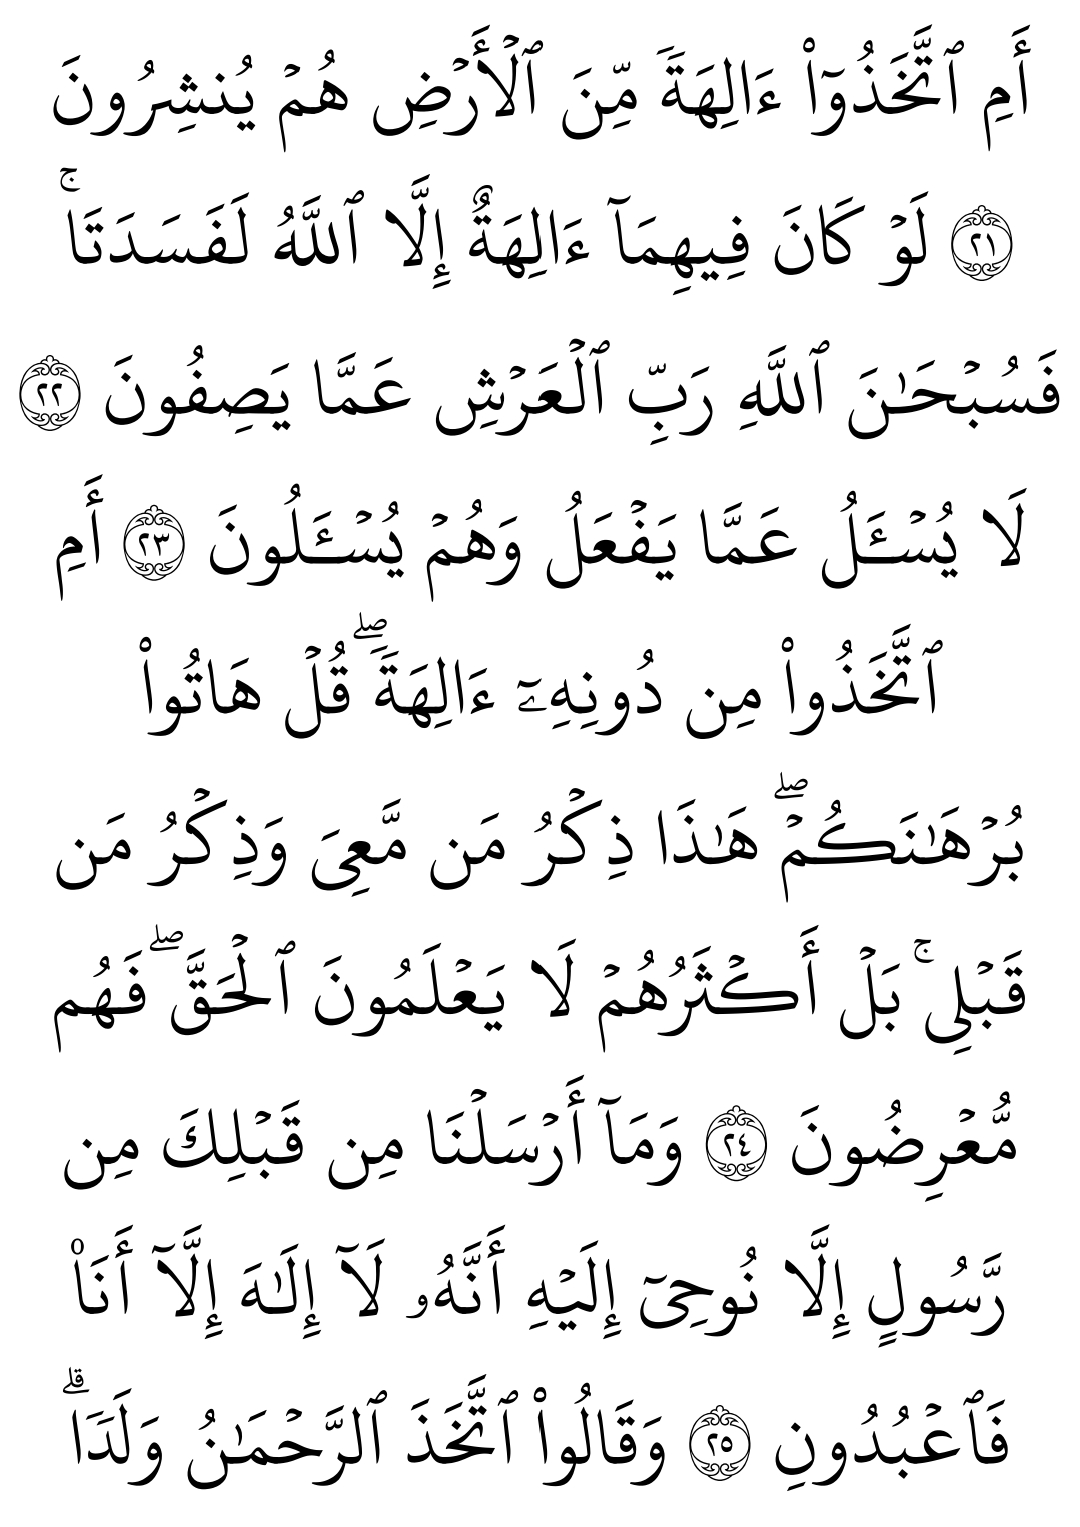 أَمِ ٱتَّخَذُوٓا۟ ءَالِهَةࣰ مِّنَ ٱلۡأَرۡضِ هُمۡ يُنشِرُونَ
٢١ لَوۡ كَانَ فِيهِمَآ ءَالِهَةٌ إِلَّا ٱللَّهُ لَفَسَدَتَاۚ
فَسُبۡحَـٰنَ ٱللَّهِ رَبِّ ٱلۡعَرۡشِ عَمَّا يَصِفُونَ ٢٢
لَا يُسۡـَٔلُ عَمَّا يَفۡعَلُ وَهُمۡ يُسۡـَٔلُونَ ٢٣ أَمِ
ٱتَّخَذُوا۟ مِن دُونِهِۦٓ ءَالِهَةࣰۖ قُلۡ هَاتُوا۟
بُرۡهَـٰنَكُمۡۖ هَـٰذَا ذِكۡرُ مَن مَّعِیَ وَذِكۡرُ مَن
قَبۡلِیۚ بَلۡ أَكۡثَرُهُمۡ لَا يَعۡلَمُونَ ٱلۡحَقَّۖ فَهُم
مُّعۡرِضُونَ ٢٤ وَمَآ أَرۡسَلۡنَا مِن قَبۡلِكَ مِن
رَّسُولٍ إِلَّا نُوحِیٓ إِلَيۡهِ أَنَّهُۥ لَآ إِلَـٰهَ إِلَّآ أَنَا۠
فَٱعۡبُدُونِ ٢٥ وَقَالُوا۟ ٱتَّخَذَ ٱلرَّحۡمَـٰنُ وَلَدࣰاۗ